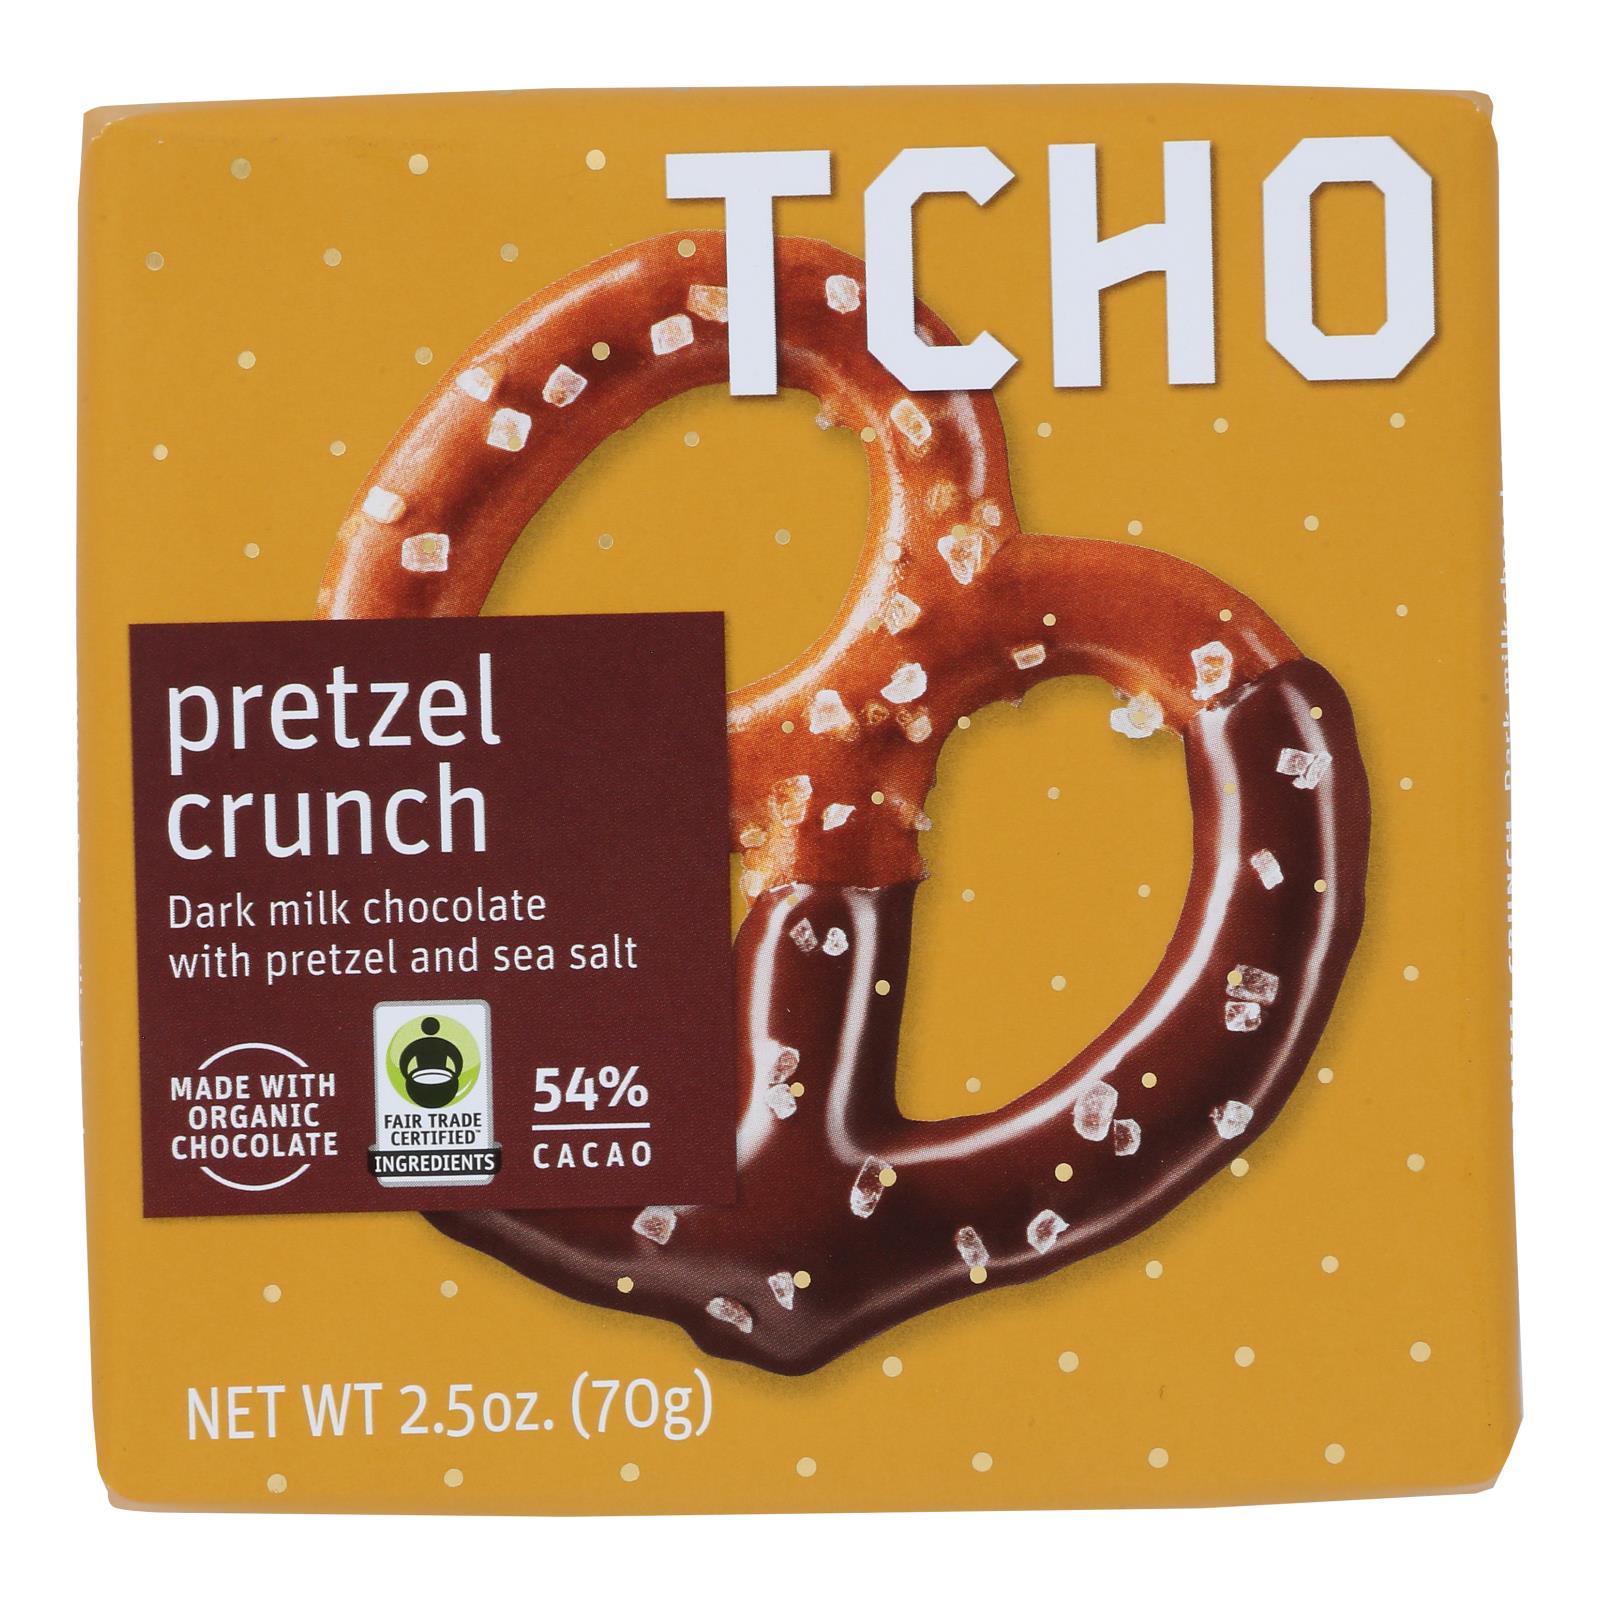 TCHO
pretzel
crunch
Dark milk chocolate
with pretzel and sea salt
MADE WITH
ORGANIC
CHOCOLATE
FAIR TRADE
CERTIFIED™
INGREDIENTS
54%
CACAO
NET WT 2.5oz. (70g)